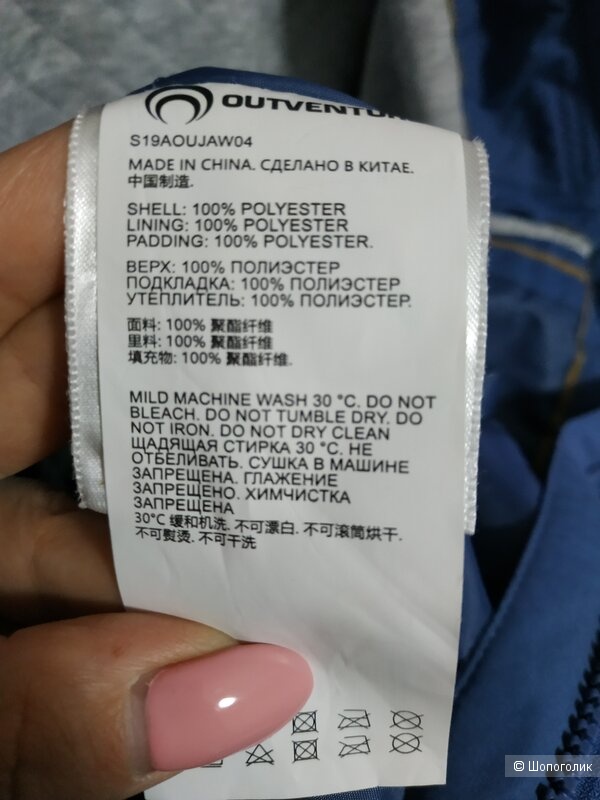 S19AOUJAW04
MADE IN CHINA. СДЕЛАНО В КИТАЕ.
中国制造.
SHELL: 100% POLYESTER
LINING: 100% POLYESTER
PADDING: 100% POLYESTER.
ВЕРХ: 100% ПОЛИЭСТЕР
ПОДКЛАДКА: 100% ПОЛИЭСТЕР
УТЕПЛИТЕЛЬ: 100% ПОЛИЭСТЕР.
面料: 100% 聚酯纤维
里料: 100% 聚酯纤维
填充物: 100% 聚酯纤维.
MILD MACHINE WASH 30 °C. DO NOT
BLEACH. DO NOT TUMBLE DRY. DO
NOT IRON. DO NOT DRY CLEAN
ЩАДЯЩАЯ СТИРКА 30 °C. НЕ
ОТБЕЛИВАТЬ. СУШКА В МАШИНЕ
ЗАПРЕЩЕНА. ГЛАЖЕНИЕ
ЗАПРЕЩЕНО. ХИМЧИСТКА
ЗАПРЕЩЕНА
30°C 缓和机洗. 不可漂白. 不可滚筒烘干.
不可熨烫. 不可干洗
© Шопоголик